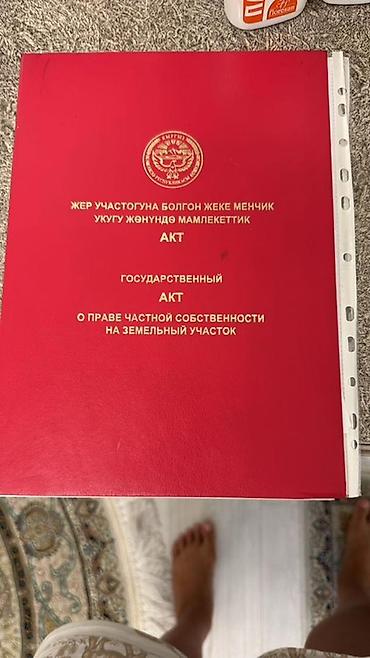 ЖЕР УЧАСТОГУНА БОЛГОН ЖЕКЕ МЕНЧИК
УКУГУ ЖӨНҮНДӨ МАМЛЕКЕТТИК
АКТ
ГОСУДАРСТВЕННЫЙ
АКТ
О ПРАВЕ ЧАСТНОЙ СОБСТВЕННОСТИ
НА ЗЕМЕЛЬНЫЙ УЧАСТОК